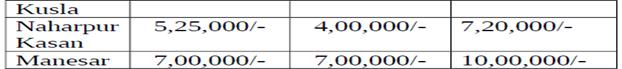 Kusla
Naharpur 5,25,000/- 4,00,000/- 7,20,000/-
Kasan
Manesar 7,00,000/- 7,00,000/- 10,00,000/-